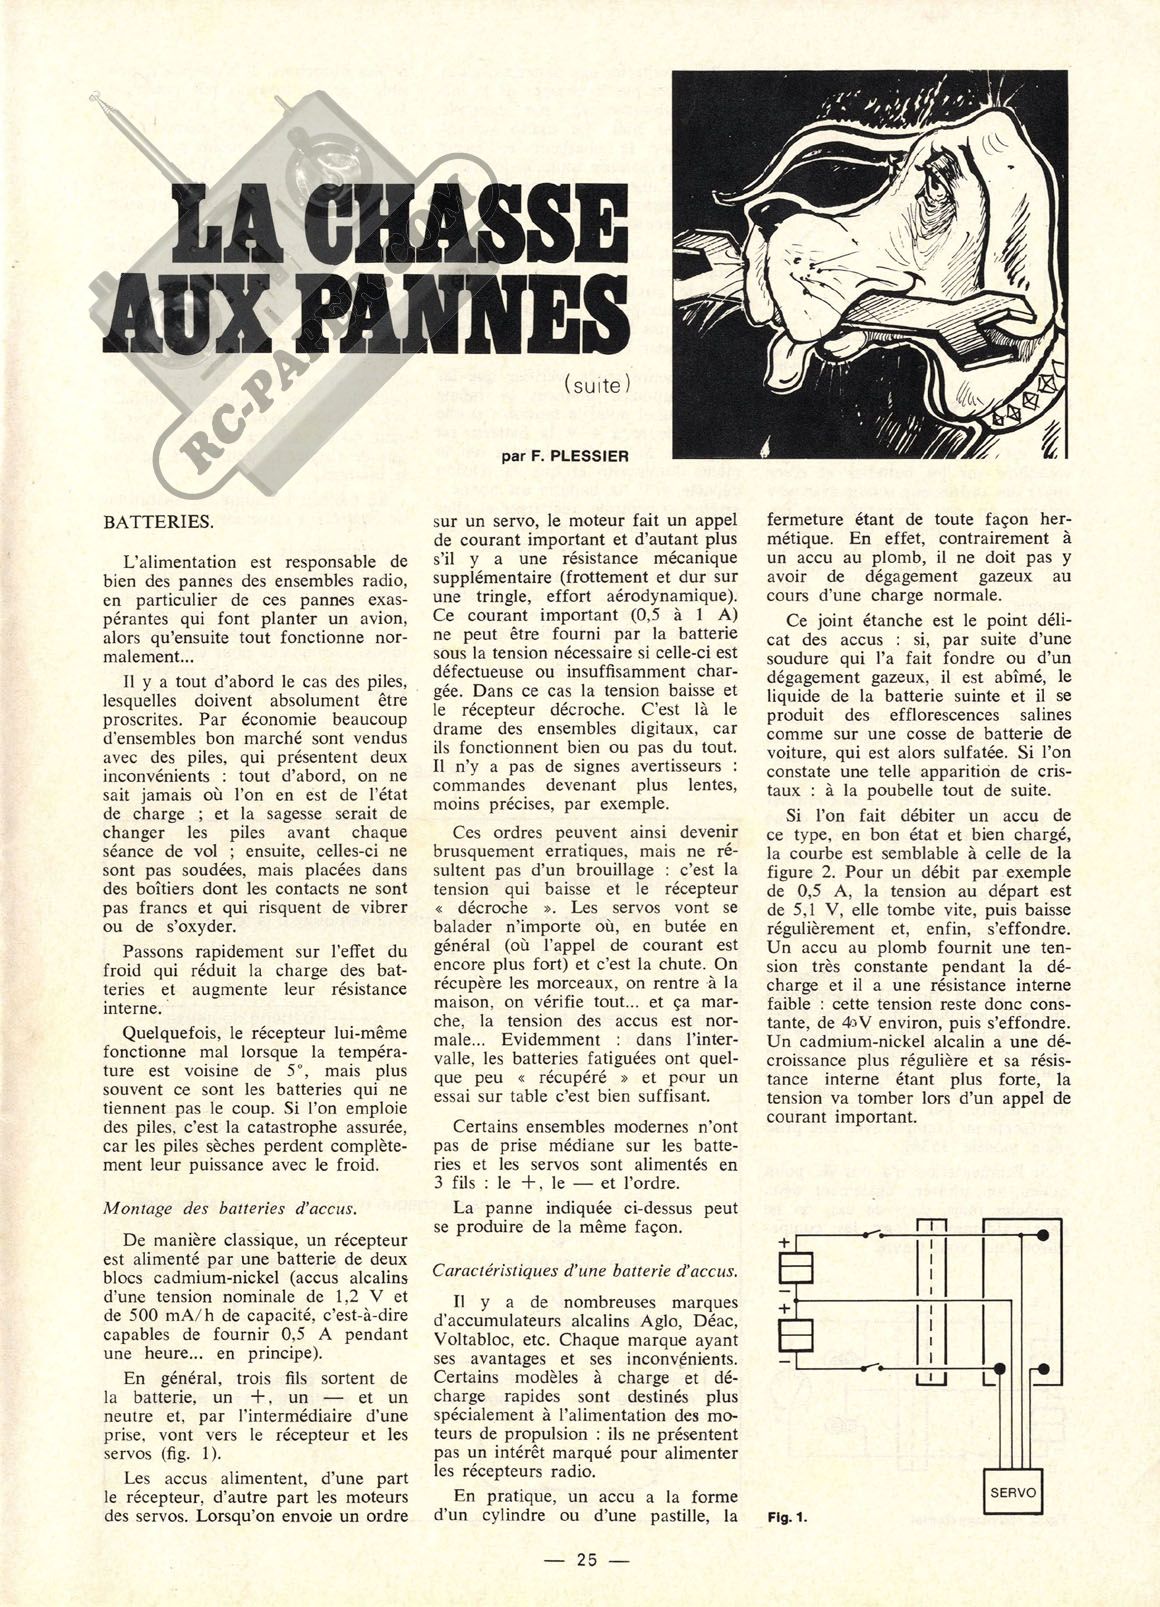 LA CHASSE
AUX PANNES
(suite)
par F. PLESSIER
RC-PAPER.COM
BATTERIES.
L'alimentation est responsable de
bien des pannes des ensembles radio,
en particulier de ces pannes exas-
pérantes qui font planter un avion,
alors qu'ensuite tout fonctionne nor-
malement...
Il y a tout d'abord le cas des piles,
lesquelles doivent absolument être
proscrites. Par économie beaucoup
d'ensembles bon marché sont vendus
avec des piles, qui présentent deux
inconvénients : tout d'abord, on ne
sait jamais où l'on en est de l'état
de charge ; et la sagesse serait de
changer les piles avant chaque
séance de vol ; ensuite, celles-ci ne
sont pas soudées, mais placées dans
des boîtiers dont les contacts ne sont
pas francs et qui risquent de vibrer
ou de s'oxyder.
Passons rapidement sur l'effet du
froid qui réduit la charge des bat-
teries et augmente leur résistance
interne.
Quelquefois, le récepteur lui-même
fonctionne mal lorsque la tempéra-
ture est voisine de 5°, mais plus
souvent ce sont les batteries qui ne
tiennent pas le coup. Si l'on emploie
des piles, c'est la catastrophe assurée,
car les piles sèches perdent complète-
ment leur puissance avec le froid.
Montage des batteries d'accus.
De manière classique, un récepteur
est alimenté par une batterie de deux
blocs cadmium-nickel (accus alcalins
d'une tension nominale de 1,2 V et
de 500 mA/h de capacité, c'est-à-dire
capables de fournir 0,5 A pendant
une heure... en principe).
En général, trois fils sortent de
la batterie, un +, un — et un
neutre et, par l'intermédiaire d'une
prise, vont vers le récepteur et les
servos (fig. 1).
Les accus alimentent, d'une part
le récepteur, d'autre part les moteurs
des servos. Lorsqu'on envoie un ordre
sur un servo, le moteur fait un appel
de courant important et d'autant plus
s'il y a une résistance mécanique
supplémentaire (frottement et dur sur
une tringle, effort aérodynamique).
Ce courant important (0,5 à 1 A)
ne peut être fourni par la batterie
sous la tension nécessaire si celle-ci est
défectueuse ou insuffisamment char-
gée. Dans ce cas la tension baisse et
le récepteur décroche. C'est là le
drame des ensembles digitaux, car
ils fonctionnent bien ou pas du tout.
Il n'y a pas de signes avertisseurs :
commandes devenant plus lentes,
moins précises, par exemple.
Ces ordres peuvent ainsi devenir
brusquement erratiques, mais ne ré-
sultent pas d'un brouillage : c'est la
tension qui baisse et le récepteur
« décroche ». Les servos vont se
balader n'importe où, en butée en
général (où l'appel de courant est
encore plus fort) et c'est la chute. On
récupère les morceaux, on rentre à la
maison, on vérifie tout... et ça mar-
che, la tension des accus est nor-
male... Evidemment : dans l'inter-
valle, les batteries fatiguées ont quel-
que peu « récupéré » et pour un
essai sur table c'est bien suffisant.
Certains ensembles modernes n'ont
pas de prise médiane sur les batte-
ries et les servos sont alimentés en
3 fils : le +, le — et l'ordre.
La panne indiquée ci-dessus peut
se produire de la même façon.
Caractéristiques d'une batterie d'accus.
Il y a de nombreuses marques
d'accumulateurs alcalins Aglo, Déac,
Voltabloc, etc. Chaque marque ayant
ses avantages et ses inconvénients.
Certains modèles à charge et dé-
charge rapides sont destinés plus
spécialement à l'alimentation des mo-
teurs de propulsion : ils ne présentent
pas un intérêt marqué pour alimenter
les récepteurs radio.
En pratique, un accu a la forme
d'un cylindre ou d'une pastille, la
fermeture étant de toute façon her-
métique. En effet, contrairement à
un accu au plomb, il ne doit pas y
avoir de dégagement gazeux au
cours d'une charge normale.
Ce joint étanche est le point déli-
cat des accus : si, par suite d'une
soudure qui l'a fait fondre ou d'un
dégagement gazeux, il est abîmé, le
liquide de la batterie suinte et il se
produit des efflorescences salines
comme sur une cosse de batterie de
voiture, qui est alors sulfatée. Si l'on
constate une telle apparition de cris-
taux : à la poubelle tout de suite.
Si l'on fait débiter un accu de
ce type, en bon état et bien chargé,
la courbe est semblable à celle de la
figure 2. Pour un débit par exemple
de 0,5 A, la tension au départ est
de 5,1 V, elle tombe vite, puis baisse
régulièrement et, enfin, s'effondre.
Un accu au plomb fournit une ten-
sion très constante pendant la dé-
charge et il a une résistance interne
faible : cette tension reste donc cons-
tante, de V environ, puis s'effondre.
Un cadmium-nickel alcalin a une dé-
croissance plus régulière et sa résis-
tance interne étant plus forte, la
tension va tomber lors d'un appel de
courant important.
+
−
+
−
SERVO
Fig. 1.
— 25 —